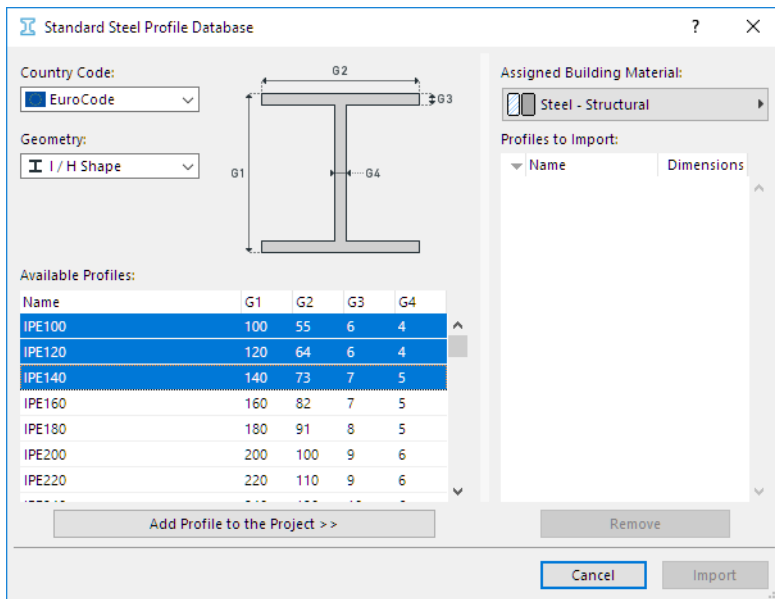 Standard Steel Profile Database
?
Country Code:
EuroCode
Geometry:
I / H Shape
G2
G3
G1
G4
Available Profiles:
Name G1 G2 G3 G4
IPE100 100 55 6 4
IPE120 120 64 6 4
IPE140 140 73 7 5
IPE160 160 82 7 5
IPE180 180 91 8 5
IPE200 200 100 9 6
IPE220 220 110 9 6
Add Profile to the Project >>
Assigned Building Material:
Steel - Structural
Profiles to Import:
Name Dimensions
Remove
Cancel Import